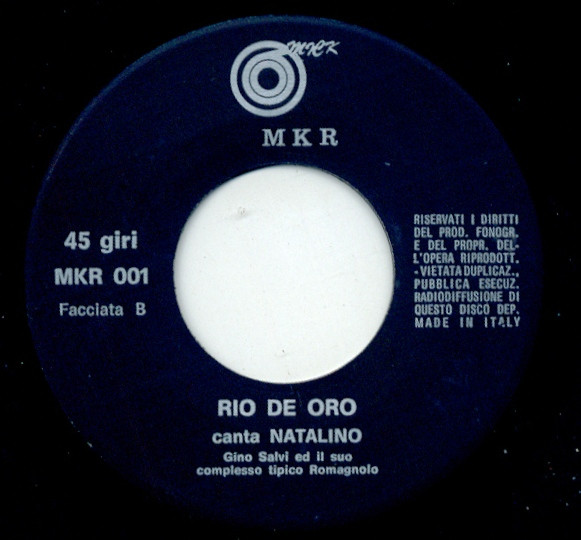 MCK
MKR
45 giri
MKR 001
Facciata B
RISERVATI I DIRITTI
DEL PROD. FONOGR.
E DEL PROPR. DEL-
L'OPERA RIPRODOTT.
-VIETATA DUPLICAZ.,
PUBBLICA ESECUZ.
RADIODIFFUSIONE DI
QUESTO DISCO DEP.
MADE IN ITALY
RIO DE ORO
canta NATALINO
Gino Salvi ed il suo
complesso tipico Romagnolo